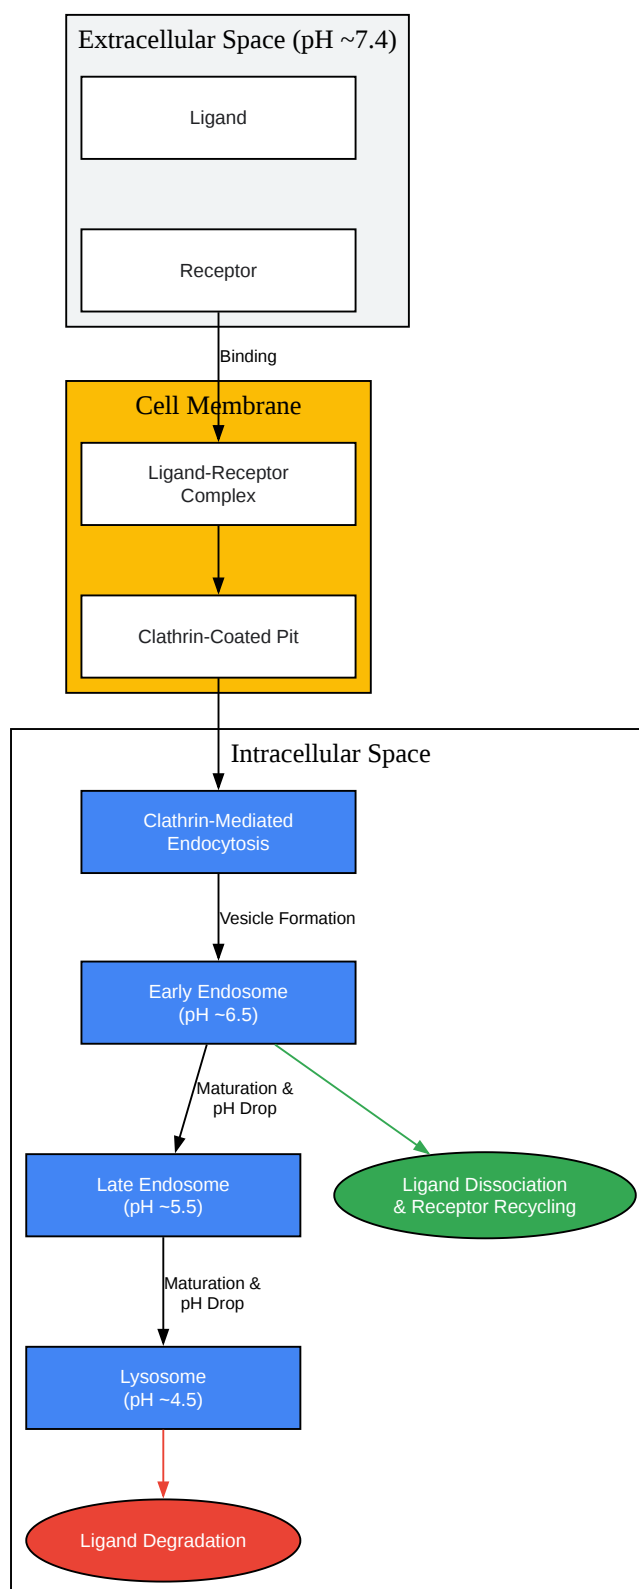 Extracellular Space (pH ~7.4)
Ligand
Receptor
Binding
Cell Membrane
Ligand-Receptor
Complex
Clathrin-Coated Pit
Intracellular Space
Clathrin-Mediated
Endocytosis
Vesicle Formation
Early Endosome
(pH ~6.5)
Maturation &
pH Drop
Late Endosome
(pH ~5.5)
Ligand Dissociation
& Receptor Recycling
Maturation &
pH Drop
Lysosome
(pH ~4.5)
Ligand Degradation